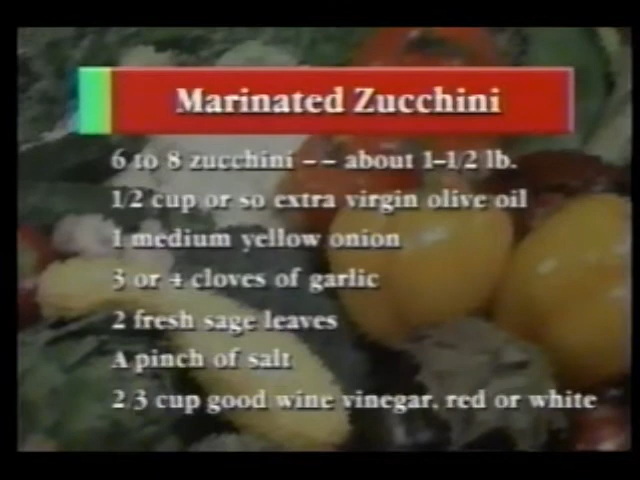 Marinated Zucchini
6 to 8 zucchini -- about 1-1/2 lb.
1/2 cup or so extra virgin olive oil
1 medium yellow onion
3 or 4 cloves of garlic
2 fresh sage leaves
A pinch of salt
2/3 cup good wine vinegar, red or white